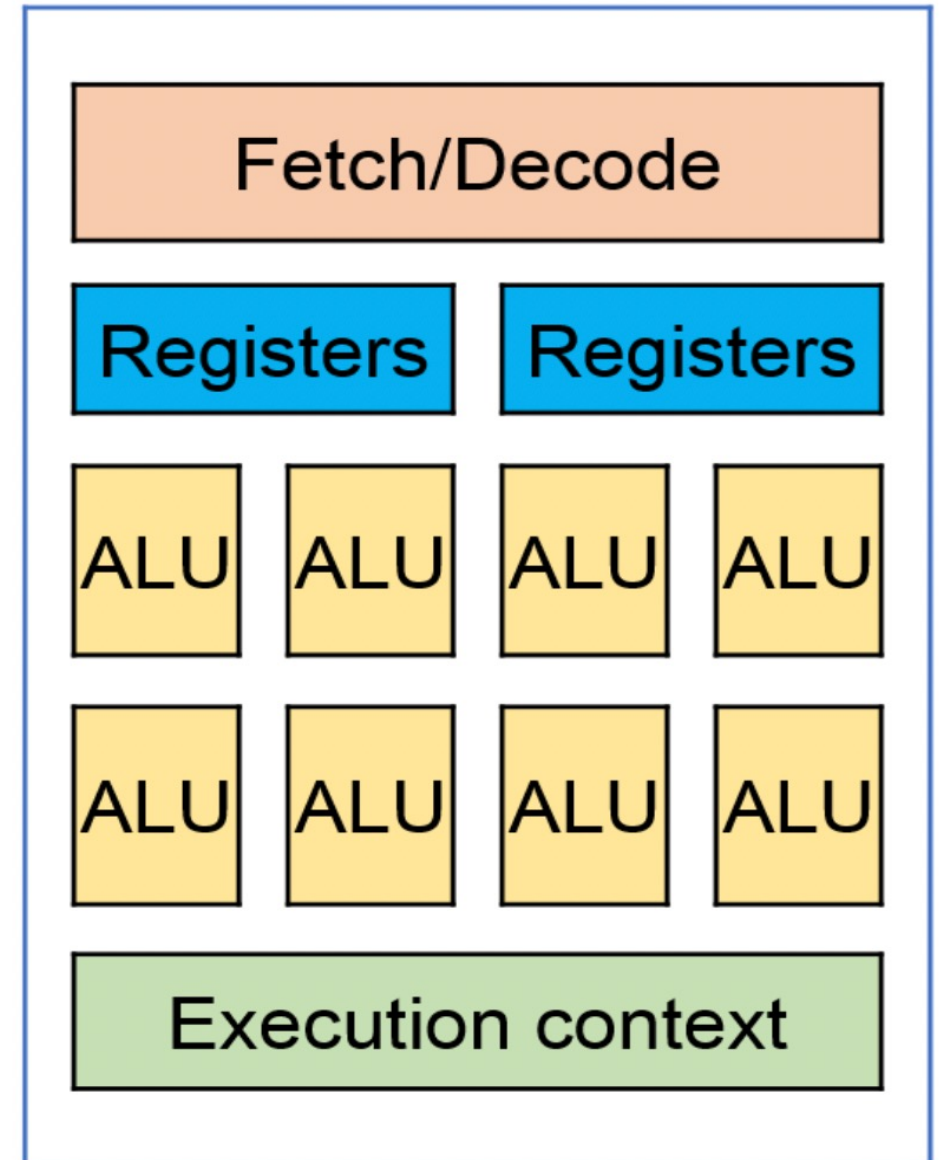 Fetch/Decode
Registers Registers
ALU ALU ALU ALU
ALU ALU ALU ALU
Execution context